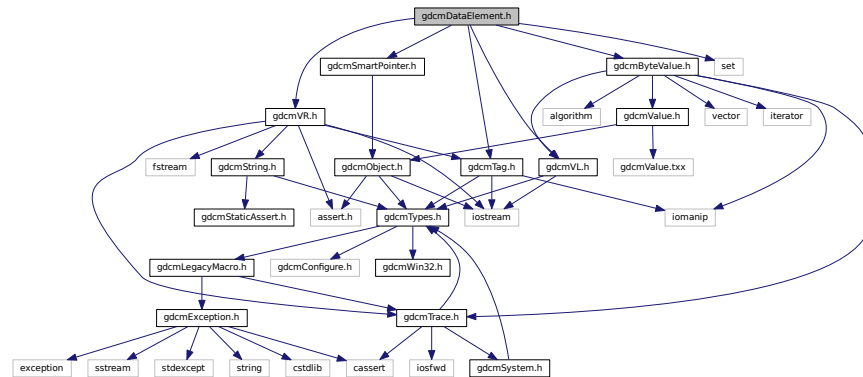 gdcmDataElement.h
gdcmSmartPointer.h
gdcmByteValue.h
set
gdcmVR.h
algorithm
gdcmValue.h
vector
iterator
fstream
gdcmString.h
gdcmObject.h
gdcmTag.h
gdcmVL.h
gdcmValue.txx
gdcmStaticAssert.h
assert.h
gdcmTypes.h
iostream
iomanip
gdcmLegacyMacro.h
gdcmConfigure.h
gdcmWin32.h
gdcmException.h
gdcmTrace.h
exception
sstream
stdexcept
string
cstdlib
cassert
iosfwd
gdcmSystem.h